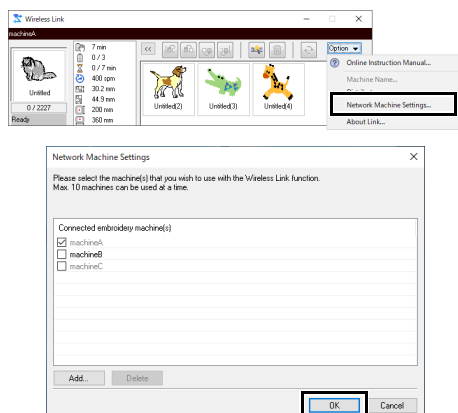 Wireless Link
machineA
Untitled
0 / 2227
Ready
7 min
0 / 3
0 / 7 min
400 spm
30.2 mm
44.9 mm
200 mm
360 mm
Untitled(2)
Untitled(3)
Untitled(4)
Option
Online Instruction Manual...
Machine Name...
Network Machine Settings...
About Link...
Network Machine Settings
Please select the machine(s) that you wish to use with the Wireless Link function.
Max. 10 machines can be used at a time.
Connected embroidery machine(s)
machineA
machineB
machineC
Add...
Delete
OK
Cancel